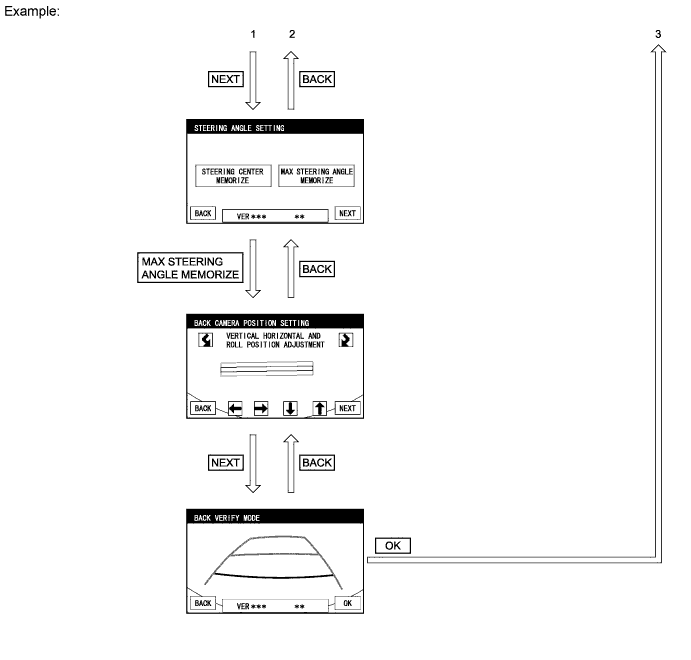 Example:
1 2 3
NEXT BACK
STEERING ANGLE SETTING
STEERING CENTER MEMORIZE
MAX STEERING ANGLE MEMORIZE
BACK VER*** ** NEXT
MAX STEERING
ANGLE MEMORIZE
BACK
BACK CAMERA POSITION SETTING
VERTICAL HORIZONTAL AND
ROLL POSITION ADJUSTMENT
BACK NEXT
NEXT BACK
BACK VERIFY MODE
OK
BACK VER*** ** OK